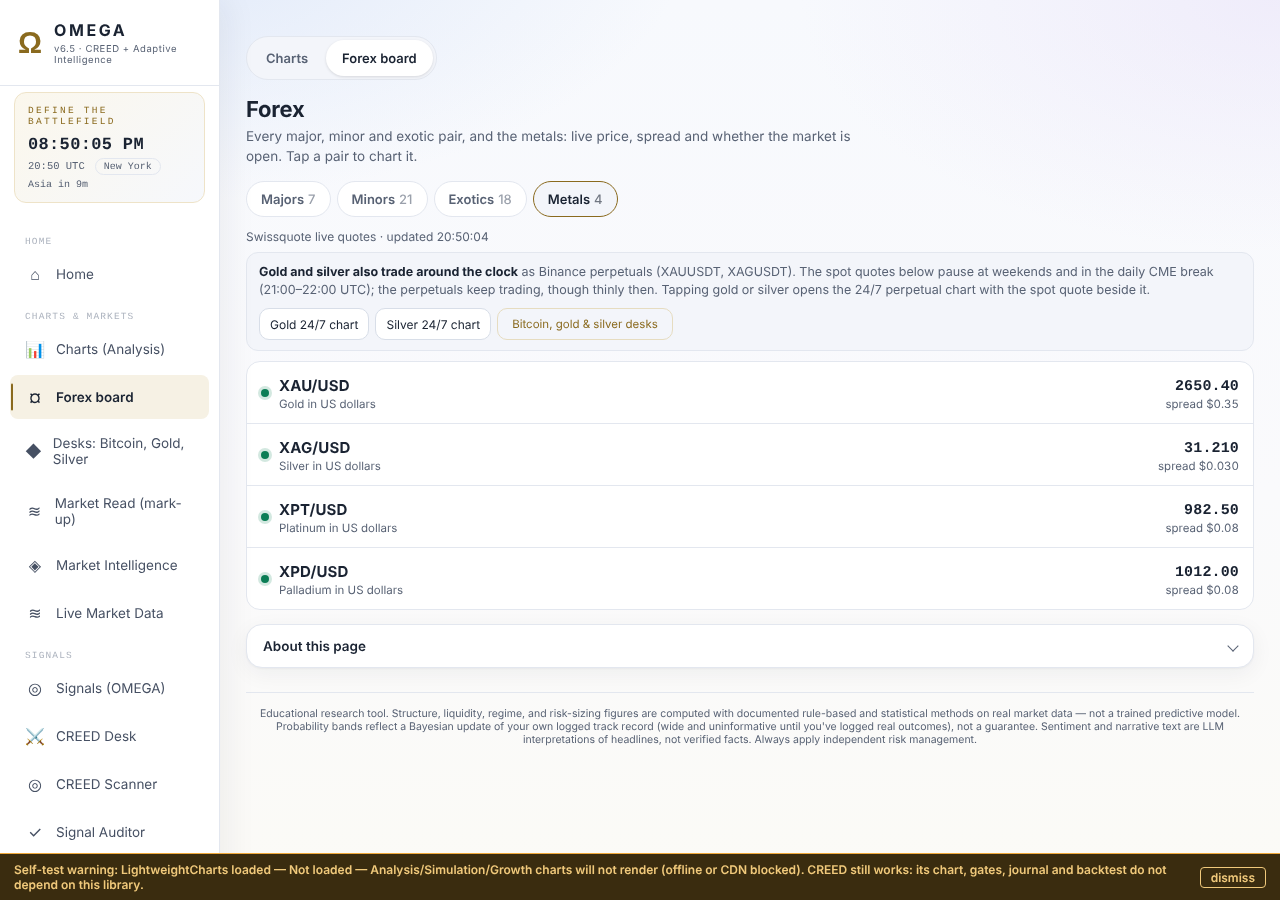 Ω OMEGA
v6.5 · CREED + Adaptive
Intelligence
DEFINE THE
BATTLEFIELD
08:50:05 PM
20:50 UTC New York
Asia in 9m
HOME
Home
CHARTS & MARKETS
Charts (Analysis)
Forex board
Desks: Bitcoin, Gold,
Silver
Market Read (mark-
up)
Market Intelligence
Live Market Data
SIGNALS
Signals (OMEGA)
CREED Desk
CREED Scanner
Signal Auditor
Charts Forex board
Forex
Every major, minor and exotic pair, and the metals: live price, spread and whether the market is
open. Tap a pair to chart it.
Majors 7 Minors 21 Exotics 18 Metals 4
Swissquote live quotes · updated 20:50:04
Gold and silver also trade around the clock as Binance perpetuals (XAUUSDT, XAGUSDT). The spot quotes below pause at weekends and in the daily CME break
(21:00–22:00 UTC); the perpetuals keep trading, though thinly then. Tapping gold or silver opens the 24/7 perpetual chart with the spot quote beside it.
Gold 24/7 chart Silver 24/7 chart Bitcoin, gold & silver desks
XAU/USD 2650.40
Gold in US dollars spread $0.35
XAG/USD 31.210
Silver in US dollars spread $0.030
XPT/USD 982.50
Platinum in US dollars spread $0.08
XPD/USD 1012.00
Palladium in US dollars spread $0.08
About this page
Educational research tool. Structure, liquidity, regime, and risk-sizing figures are computed with documented rule-based and statistical methods on real market data — not a trained predictive model.
Probability bands reflect a Bayesian update of your own logged track record (wide and uninformative until you've logged real outcomes), not a guarantee. Sentiment and narrative text are LLM
interpretations of headlines, not verified facts. Always apply independent risk management.
Self-test warning: LightweightCharts loaded — Not loaded — Analysis/Simulation/Growth charts will not render (offline or CDN blocked). CREED still works: its chart, gates, journal and backtest do not
depend on this library.
dismiss